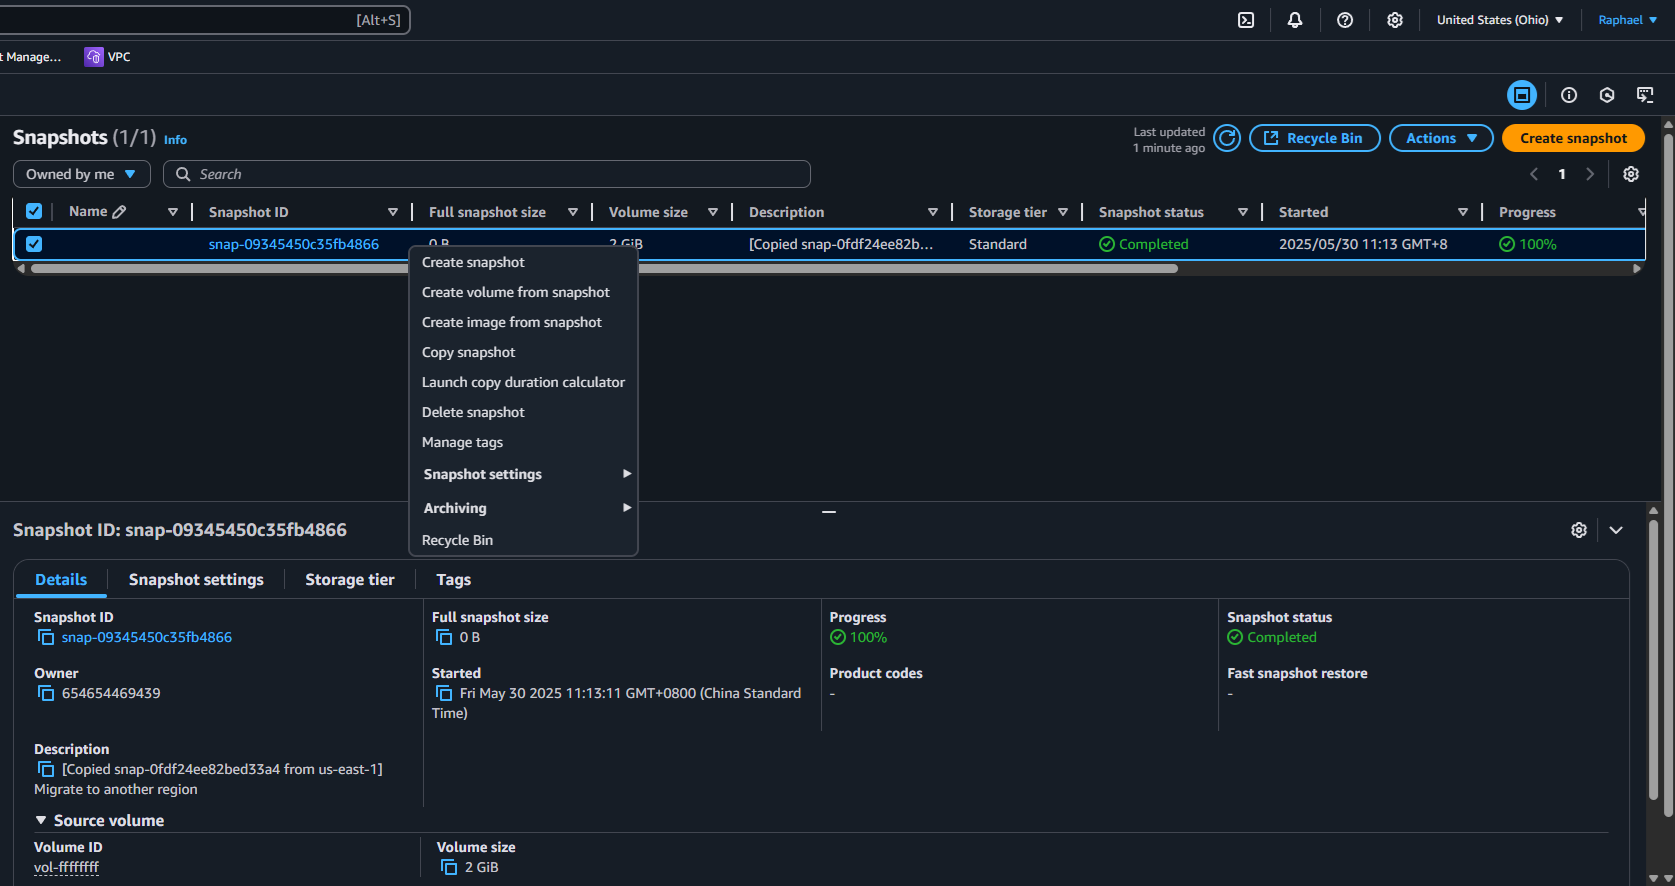 [Alt+S]
United States (Ohio)
Raphael
t Manage...
VPC
Snapshots (1/1) Info
Last updated
1 minute ago
Recycle Bin
Actions
Create snapshot
Owned by me
Search
1
Name
Snapshot ID
Full snapshot size
Volume size
Description
Storage tier
Snapshot status
Started
Progress
snap-09345450c35fb4866
0 B
2 GiB
[Copied snap-0fdf24ee82b...
Standard
Completed
2025/05/30 11:13 GMT+8
100%
Create snapshot
Create volume from snapshot
Create image from snapshot
Copy snapshot
Launch copy duration calculator
Delete snapshot
Manage tags
Snapshot settings
Archiving
Recycle Bin
Snapshot ID: snap-09345450c35fb4866
Details
Snapshot settings
Storage tier
Tags
Snapshot ID
snap-09345450c35fb4866
Full snapshot size
0 B
Progress
100%
Snapshot status
Completed
Owner
654654469439
Started
Fri May 30 2025 11:13:11 GMT+0800 (China Standard
Time)
Product codes
-
Fast snapshot restore
-
Description
[Copied snap-0fdf24ee82bed33a4 from us-east-1]
Migrate to another region
Source volume
Volume ID
vol-ffffffff
Volume size
2 GiB